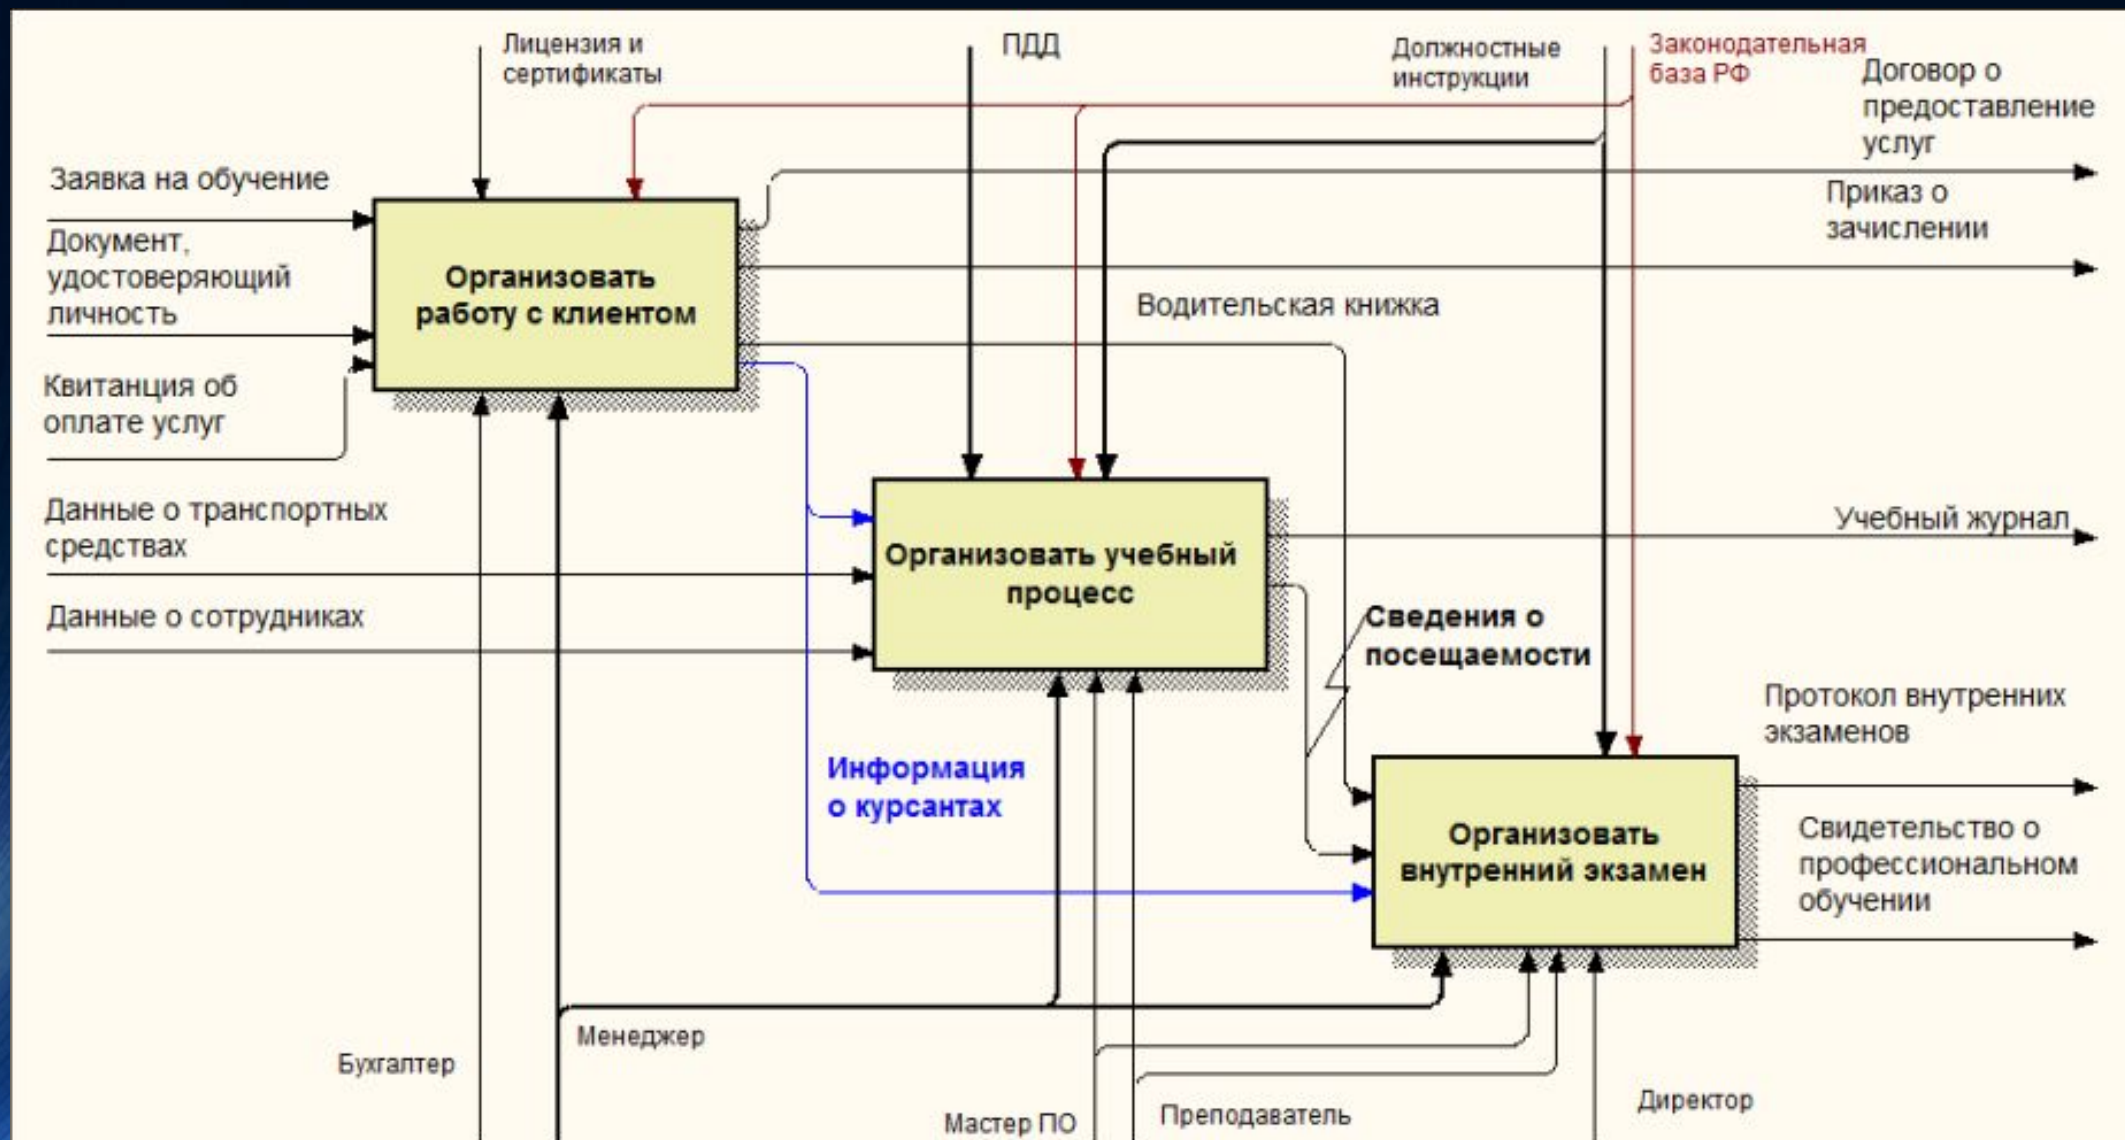 Лицензия и
сертификаты
ПДД
Должностные
инструкции
Законодательная
база РФ
Договор о
предоставление
услуг
Заявка на обучение
Приказ о
зачислении
Документ,
удостоверяющий
личность
Организовать
работу с клиентом
Водительская книжка
Квитанция об
оплате услуг
Данные о транспортных
средствах
Учебный журнал
Организовать учебный
процесс
Данные о сотрудниках
Сведения о
посещаемости
Протокол внутренних
экзаменов
Информация
о курсантах
Организовать
внутренний экзамен
Свидетельство о
профессиональном
обучении
Менеджер
Бухгалтер
Мастер ПО
Преподаватель
Директор